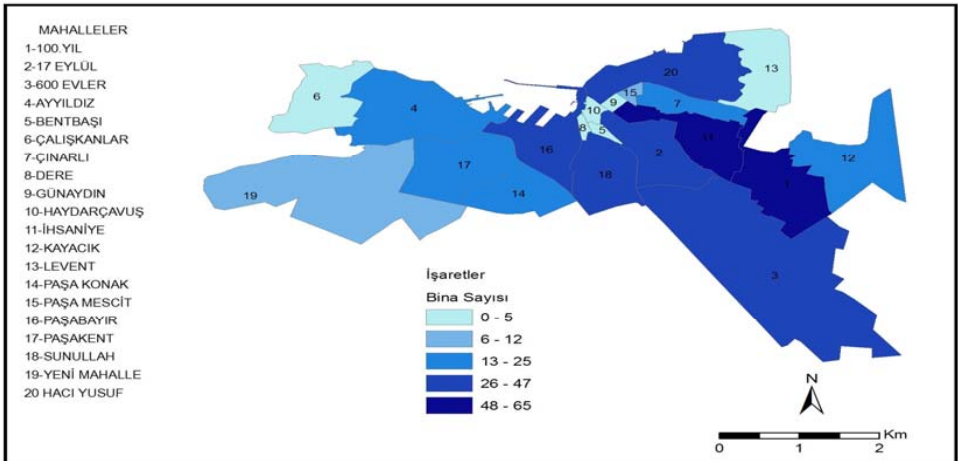 MAHALLELER
1-100.YIL
2-17 EYLÜL
3-600 EVLER
4-AYYILDIZ
5-BENTBAŞI
6-ÇALIŞKANLAR
7-ÇINARLI
8-DERE
9-GÜNAYDIN
10-HAYDARÇAVUŞ
11-İHSANİYE
12-KAYACIK
13-LEVENT
14-PAŞA KONAK
15-PAŞA MESCİT
16-PAŞABAYIR
17-PAŞAKENT
18-SUNULLAH
19-YENİ MAHALLE
20 HACI YUSUF
6
4
20
13
15
9
7
10
8
5
11
16
2
12
17
18
1
19
14
3
İşaretler
Bina Sayısı
0 - 5
6 - 12
13 - 25
26 - 47
48 - 65
N
Km
0 1 2